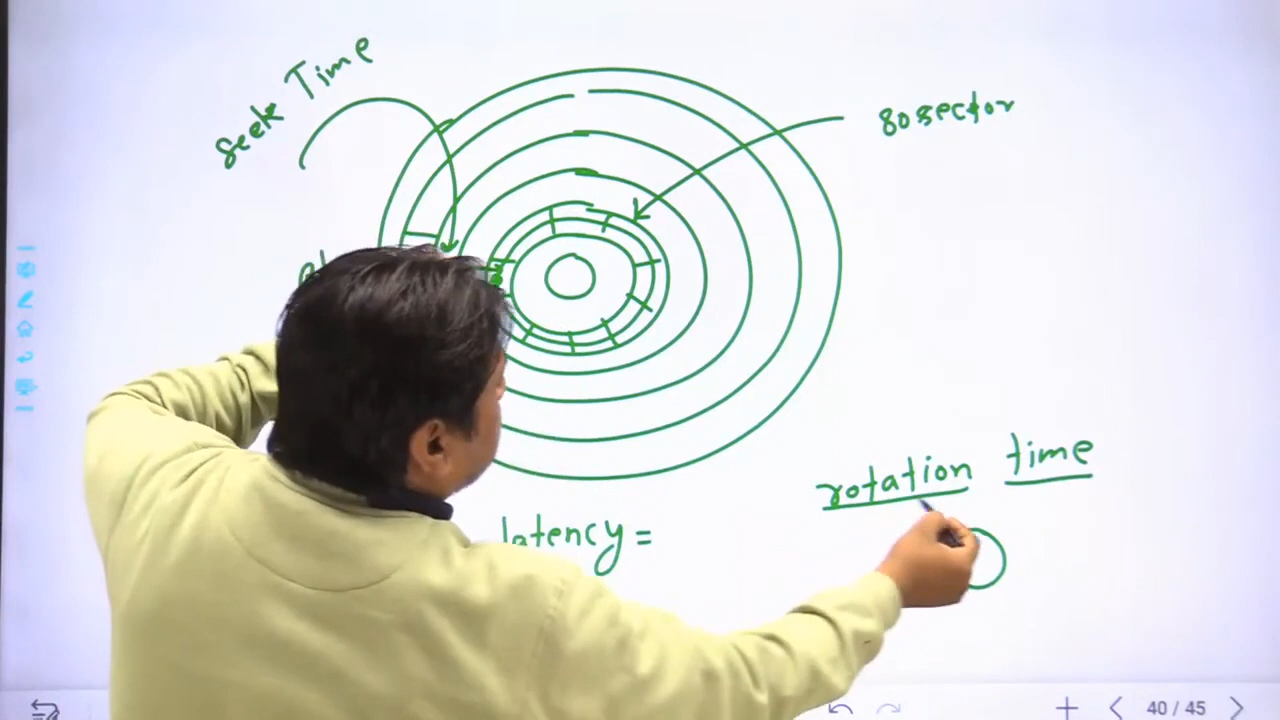 seek Time
80 sector
rotation time
latency =
40 / 45